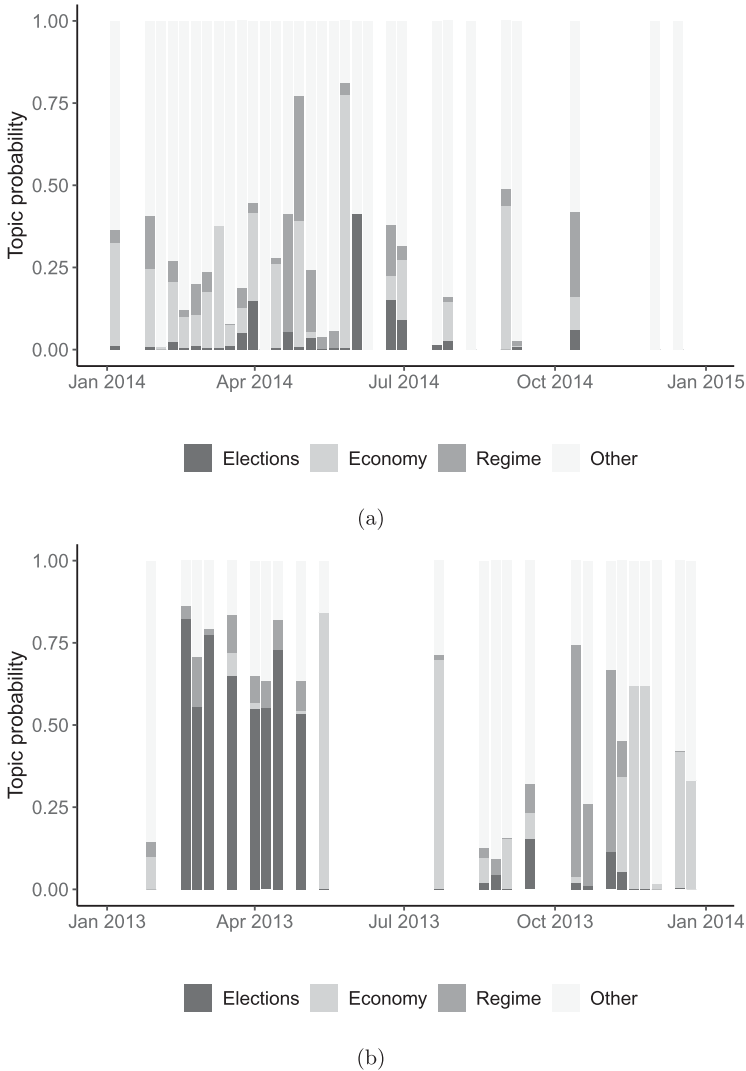 1.00
0.75
0.50
0.25
0.00
Topic probability
Jan 2014 Apr 2014 Jul 2014 Oct 2014 Jan 2015
Elections Economy Regime Other
(a)
1.00
0.75
0.50
0.25
0.00
Topic probability
Jan 2013 Apr 2013 Jul 2013 Oct 2013 Jan 2014
Elections Economy Regime Other
(b)